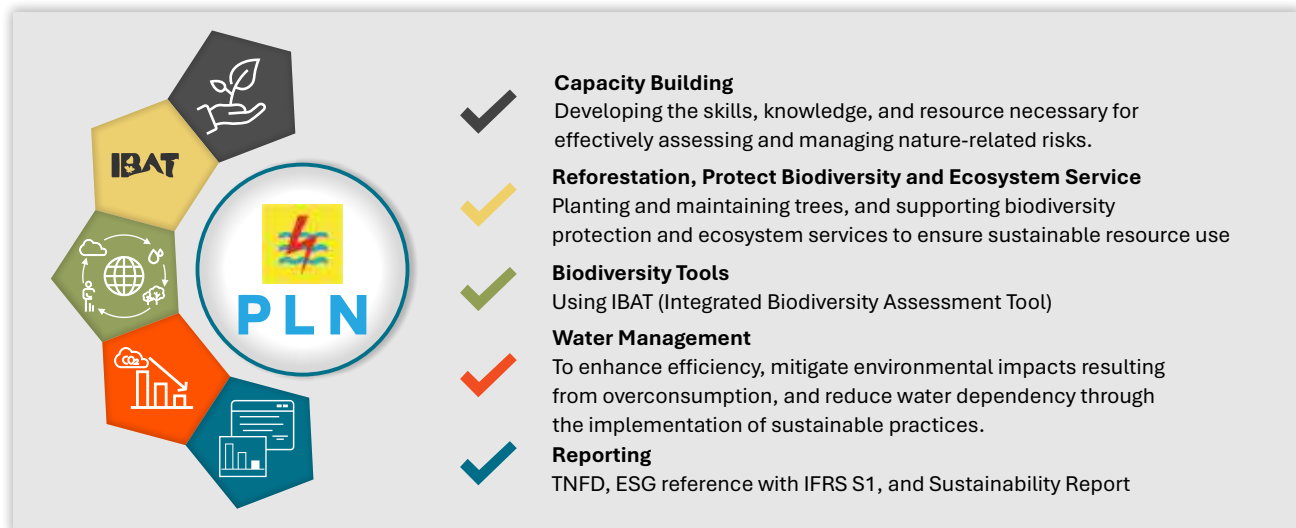 IBAT
CO2
PLN
Capacity Building
Developing the skills, knowledge, and resource necessary for
effectively assessing and managing nature-related risks.
Reforestation, Protect Biodiversity and Ecosystem Service
Planting and maintaining trees, and supporting biodiversity
protection and ecosystem services to ensure sustainable resource use
Biodiversity Tools
Using IBAT (Integrated Biodiversity Assessment Tool)
Water Management
To enhance efficiency, mitigate environmental impacts resulting
from overconsumption, and reduce water dependency through
the implementation of sustainable practices.
Reporting
TNFD, ESG reference with IFRS S1, and Sustainability Report